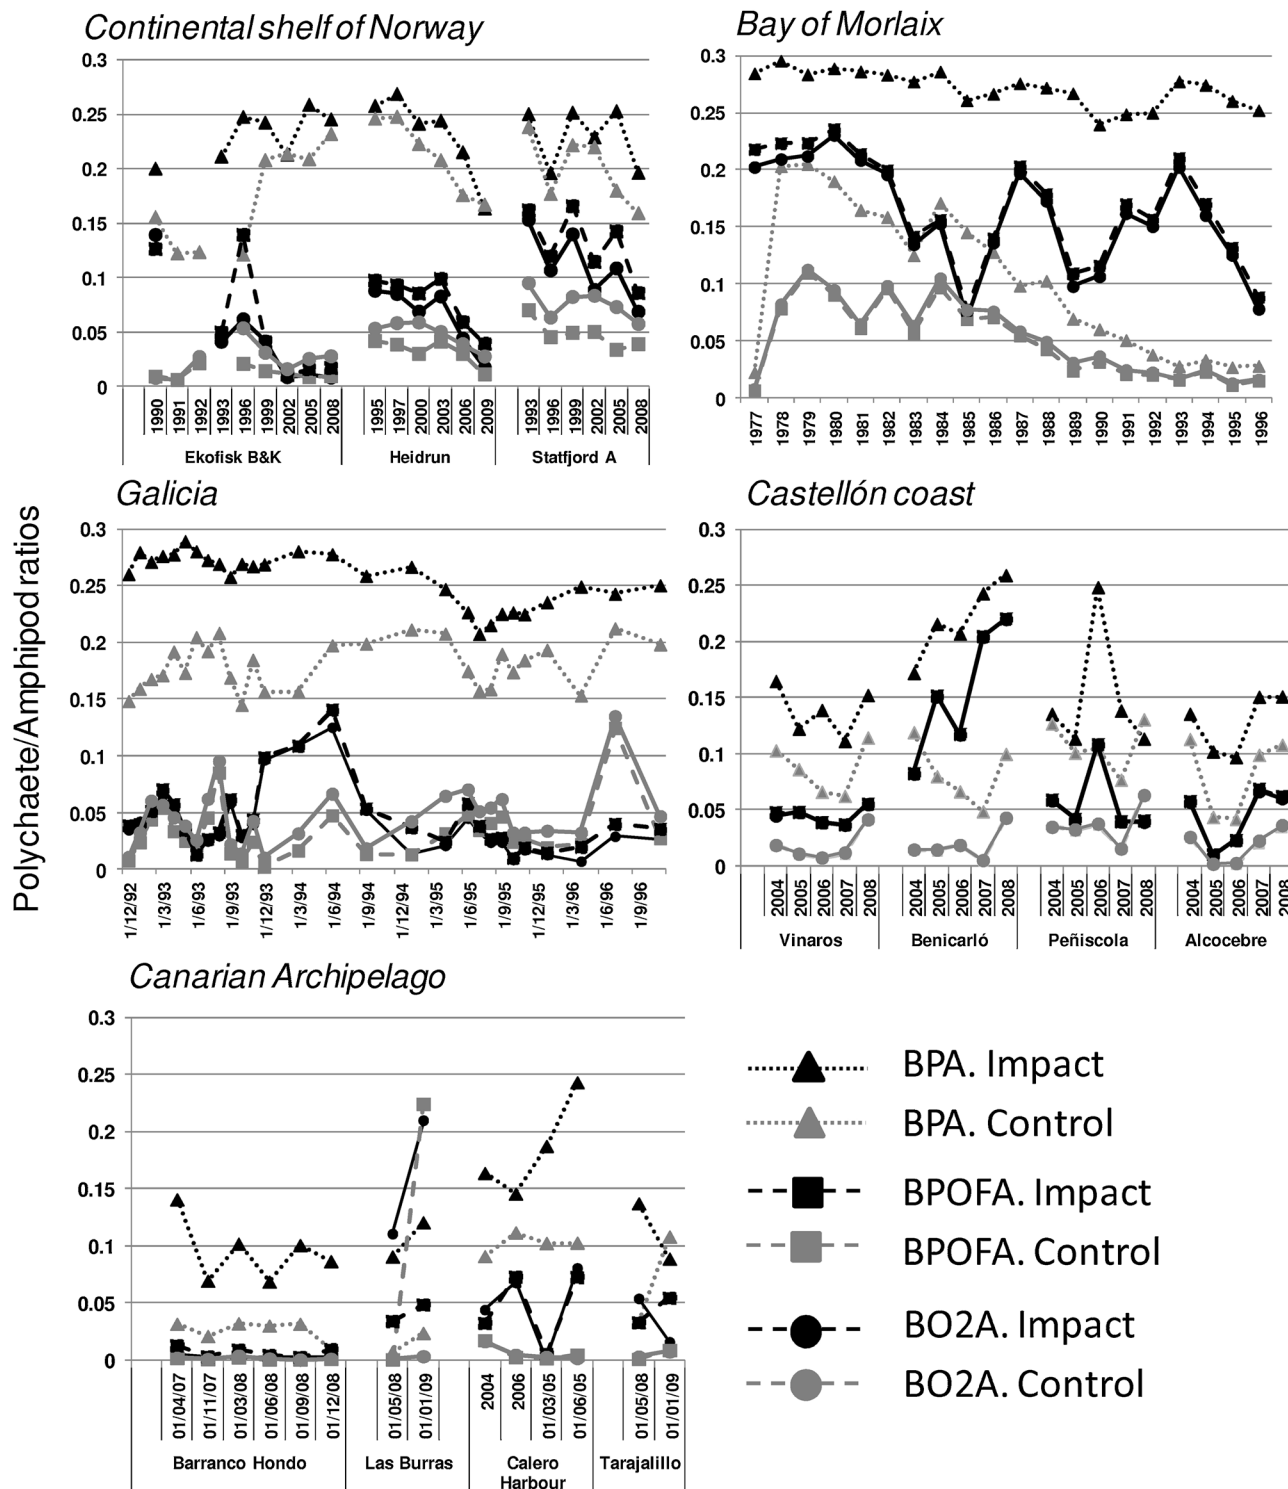 Continental shelf of Norway
0.3
0.25
0.2
0.15
0.1
0.05
0
1990 1991 1992 1993 1996 1999 2002 2005 2008 1995 1997 2000 2003 2006 2009 1993 1996 1999 2002 2005 2008
Ekofisk B&K Heidrun Statfjord A
Bay of Morlaix
0.3
0.25
0.2
0.15
0.1
0.05
0
1977 1978 1979 1980 1981 1982 1983 1984 1985 1986 1987 1988 1989 1990 1991 1992 1993 1994 1995 1996
Polychaete/Amphipod ratios
Galicia
0.3
0.25
0.2
0.15
0.1
0.05
0
1/12/92 1/3/93 1/6/93 1/9/93 1/12/93 1/3/94 1/6/94 1/9/94 1/12/94 1/3/95 1/6/95 1/9/95 1/12/95 1/3/96 1/6/96 1/9/96
Castellón coast
0.3
0.25
0.2
0.15
0.1
0.05
0
2004 2005 2006 2007 2008 2004 2005 2006 2007 2008 2004 2005 2006 2007 2008 2004 2005 2006 2007 2008
Vinaros Benicarló Peñiscola Alcocebre
Canarian Archipelago
0.3
0.25
0.2
0.15
0.1
0.05
0
01/04/07 01/11/07 01/03/08 01/06/08 01/09/08 01/12/08 01/05/08 01/01/09 2004 2006 01/03/05 01/06/05 01/05/08 01/01/09
Barranco Hondo Las Burras Calero Tarajalillo
Harbour
BPA. Impact
BPA. Control
BPOFA. Impact
BPOFA. Control
BO2A. Impact
BO2A. Control